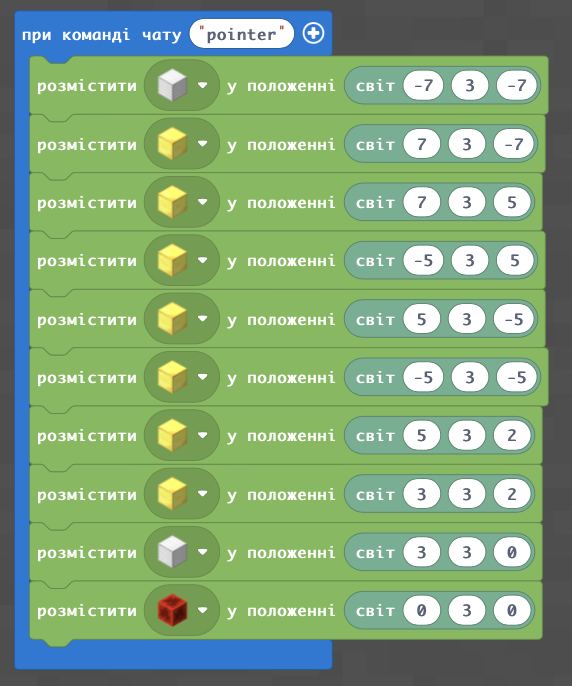 при команді чату "pointer"
розмістити у положенні світ -7 3 -7
розмістити у положенні світ 7 3 -7
розмістити у положенні світ 7 3 5
розмістити у положенні світ -5 3 5
розмістити у положенні світ 5 3 -5
розмістити у положенні світ -5 3 -5
розмістити у положенні світ 5 3 2
розмістити у положенні світ 3 3 2
розмістити у положенні світ 3 3 0
розмістити у положенні світ 0 3 0